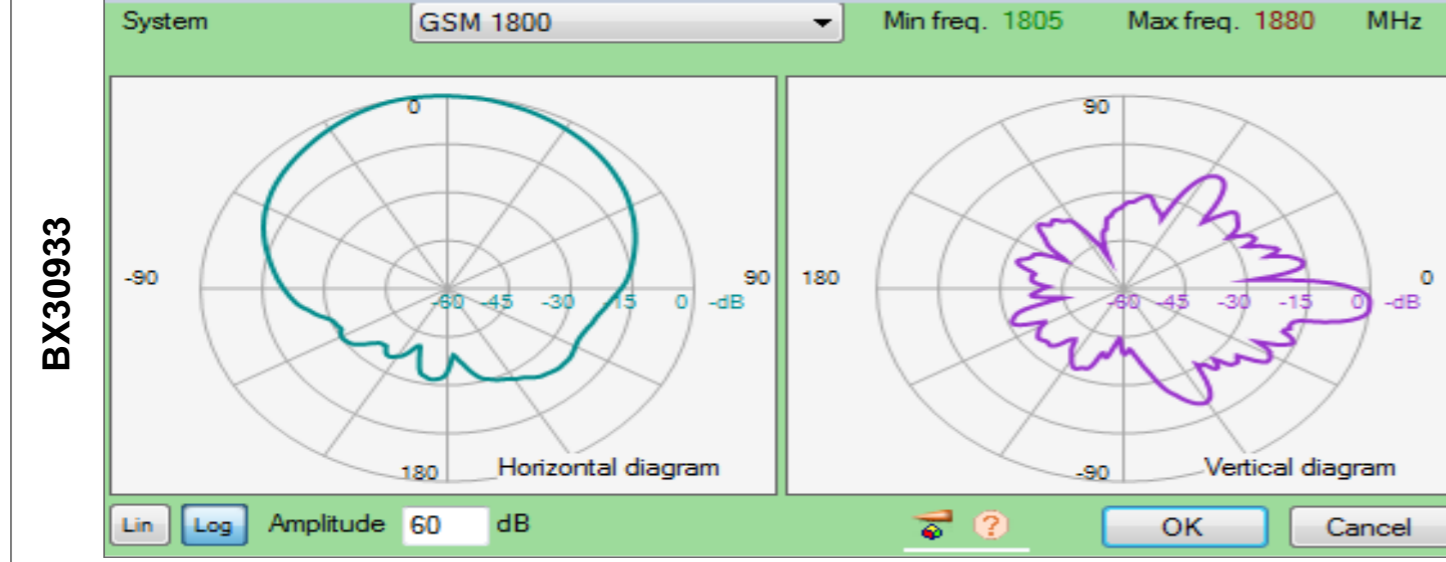 BX30933
System GSM 1800 Min freq. 1805 Max freq. 1880 MHz
0
-90 90
-60 -45 -30 -15 0 -dB
180 Horizontal diagram
90
180 0
-60 -45 -30 -15 0 -dB
-90 Vertical diagram
Lin Log Amplitude 60 dB ? OK Cancel